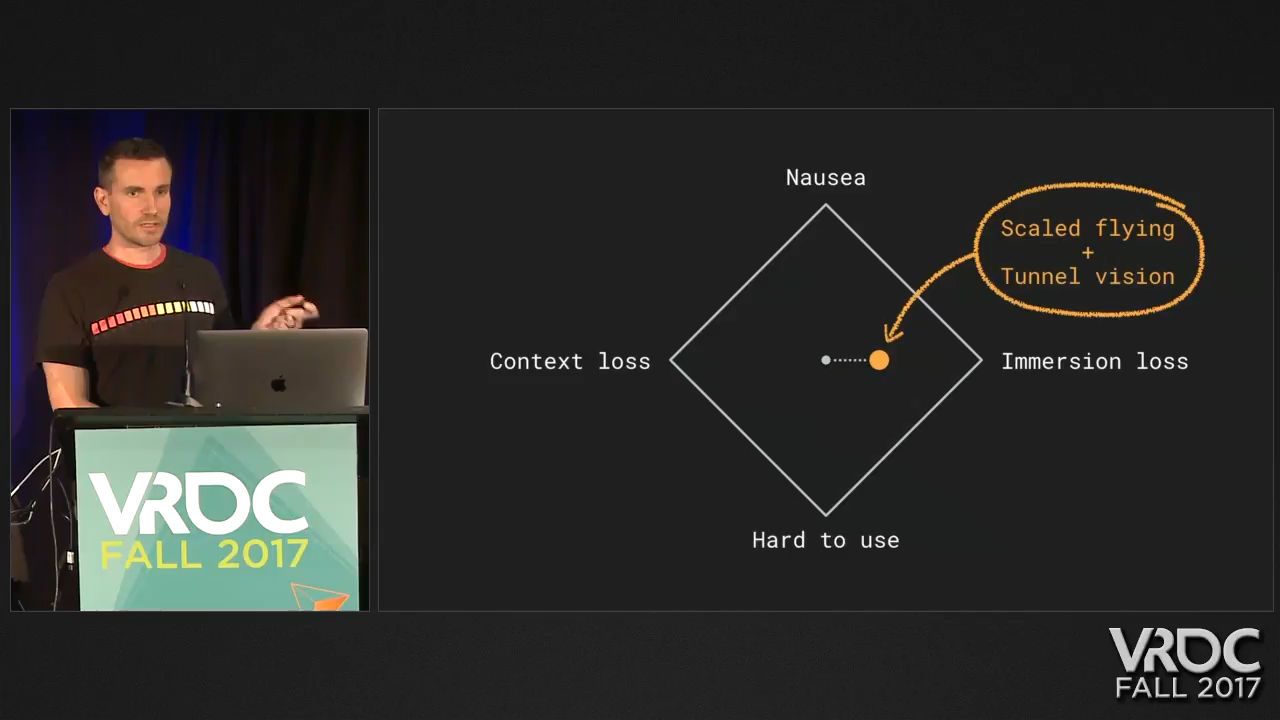 Nausea
Scaled flying
+
Tunnel vision
Context loss
Immersion loss
Hard to use
VRDC
FALL 2017
VRDC
FALL 2017